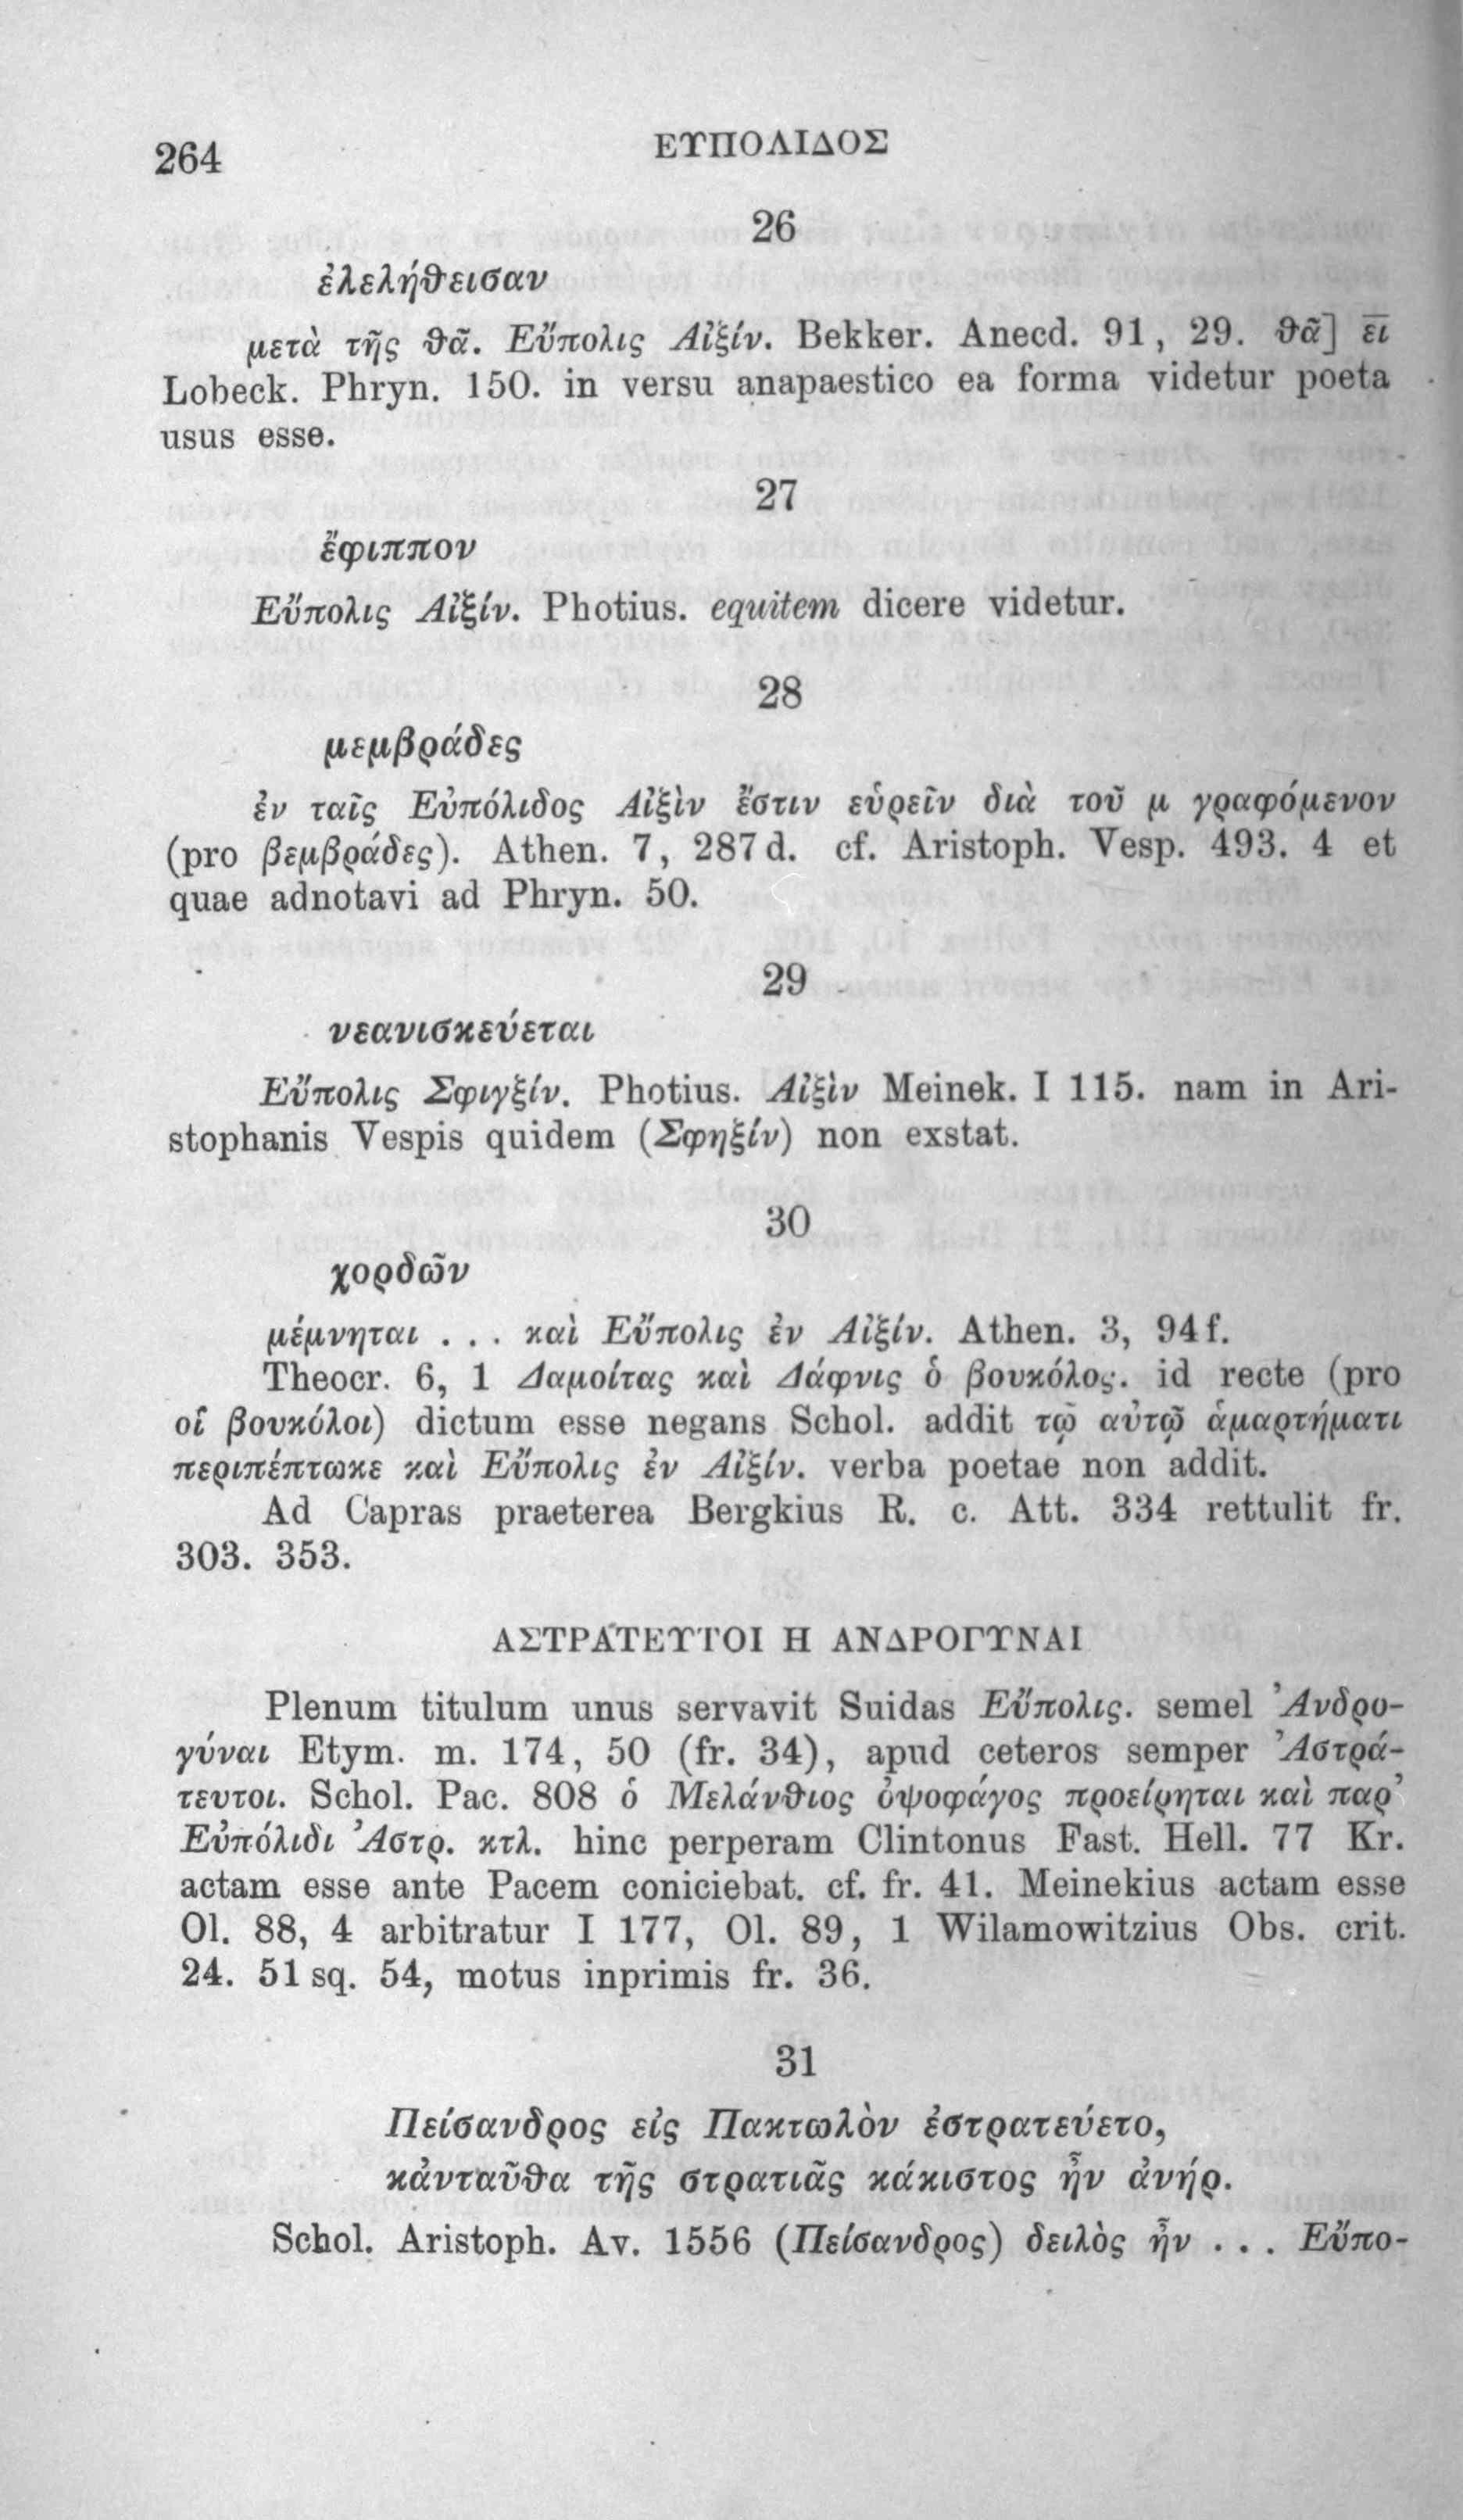 264
ΕΥΠΟΛΙΔΟΣ
26
ἐλελήθεισαν
μετὰ τῆς θᾶ. Εὔπολις Αἰξίν. Bekker. Anecd. 91, 29. θᾶ] ε̅ι̅
Lobeck. Phryn. 150. in versu anapaestico ea forma videtur poeta
usus esse.
27
ἔφιππον
Εὔπολις Αἰξίν. Photius. equitem dicere videtur.
28
μεμβράδες
ἐν ταῖς Εὐπόλιδος Αἰξὶν ἔστιν εὑρεῖν διὰ τοῦ μ γραφόμενον
(pro βεμβράδες). Athen. 7, 287 d. cf. Aristoph. Vesp. 493. 4 et
quae adnotavi ad Phryn. 50.
29
νεανισκεύεται
Εὔπολις Σφιγξίν. Photius. Αἰξὶν Meinek. I 115. nam in Ari-
stophanis Vespis quidem (Σφηξίν) non exstat.
30
χορδῶν
μέμνηται . . . καὶ Εὔπολις ἐν Αἰξίν. Athen. 3, 94 f.
Theocr. 6, 1 Δαμοίτας καὶ Δάφνις ὁ βουκόλος. id recte (pro
οἱ βουκόλοι) dictum esse negans Schol. addit τῷ αὐτῷ ἁμαρτήματι
περιπέπτωκε καὶ Εὔπολις ἐν Αἰξίν. verba poetae non addit.
Ad Capras praeterea Bergkius R. c. Att. 334 rettulit fr.
303. 353.
ΑΣΤΡΑΤΕΥΤΟΙ Η ΑΝΔΡΟΓΥΝΑΙ
Plenum titulum unus servavit Suidas Εὔπολις. semel Ἀνδρο-
γύναι Etym. m. 174, 50 (fr. 34), apud ceteros semper Ἀστρά-
τευτοι. Schol. Pac. 808 ὁ Μελάνθιος ὀψοφάγος προείρηται καὶ παρ’
Εὐπόλιδι Ἀστρ. κτλ. hinc perperam Clintonus Fast. Hell. 77 Kr.
actam esse ante Pacem coniciebat. cf. fr. 41. Meinekius actam esse
Ol. 88, 4 arbitratur I 177, Ol. 89, 1 Wilamowitzius Obs. crit.
24. 51 sq. 54, motus inprimis fr. 36.
31
Πείσανδρος εἰς Πακτωλὸν ἐστρατεύετο,
κἀνταῦθα τῆς στρατιᾶς κάκιστος ἦν ἀνήρ.
Schol. Aristoph. Av. 1556 (Πείσανδρος) δειλὸς ἦν . . . Εὔπο-